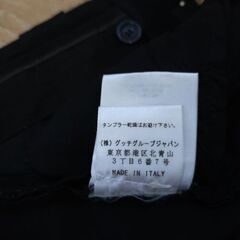 タンブラー乾燥はお避け下さい。
(株)グッチグループジャパン
東京都港区北青山
3丁目6番7号
MADE IN ITALY